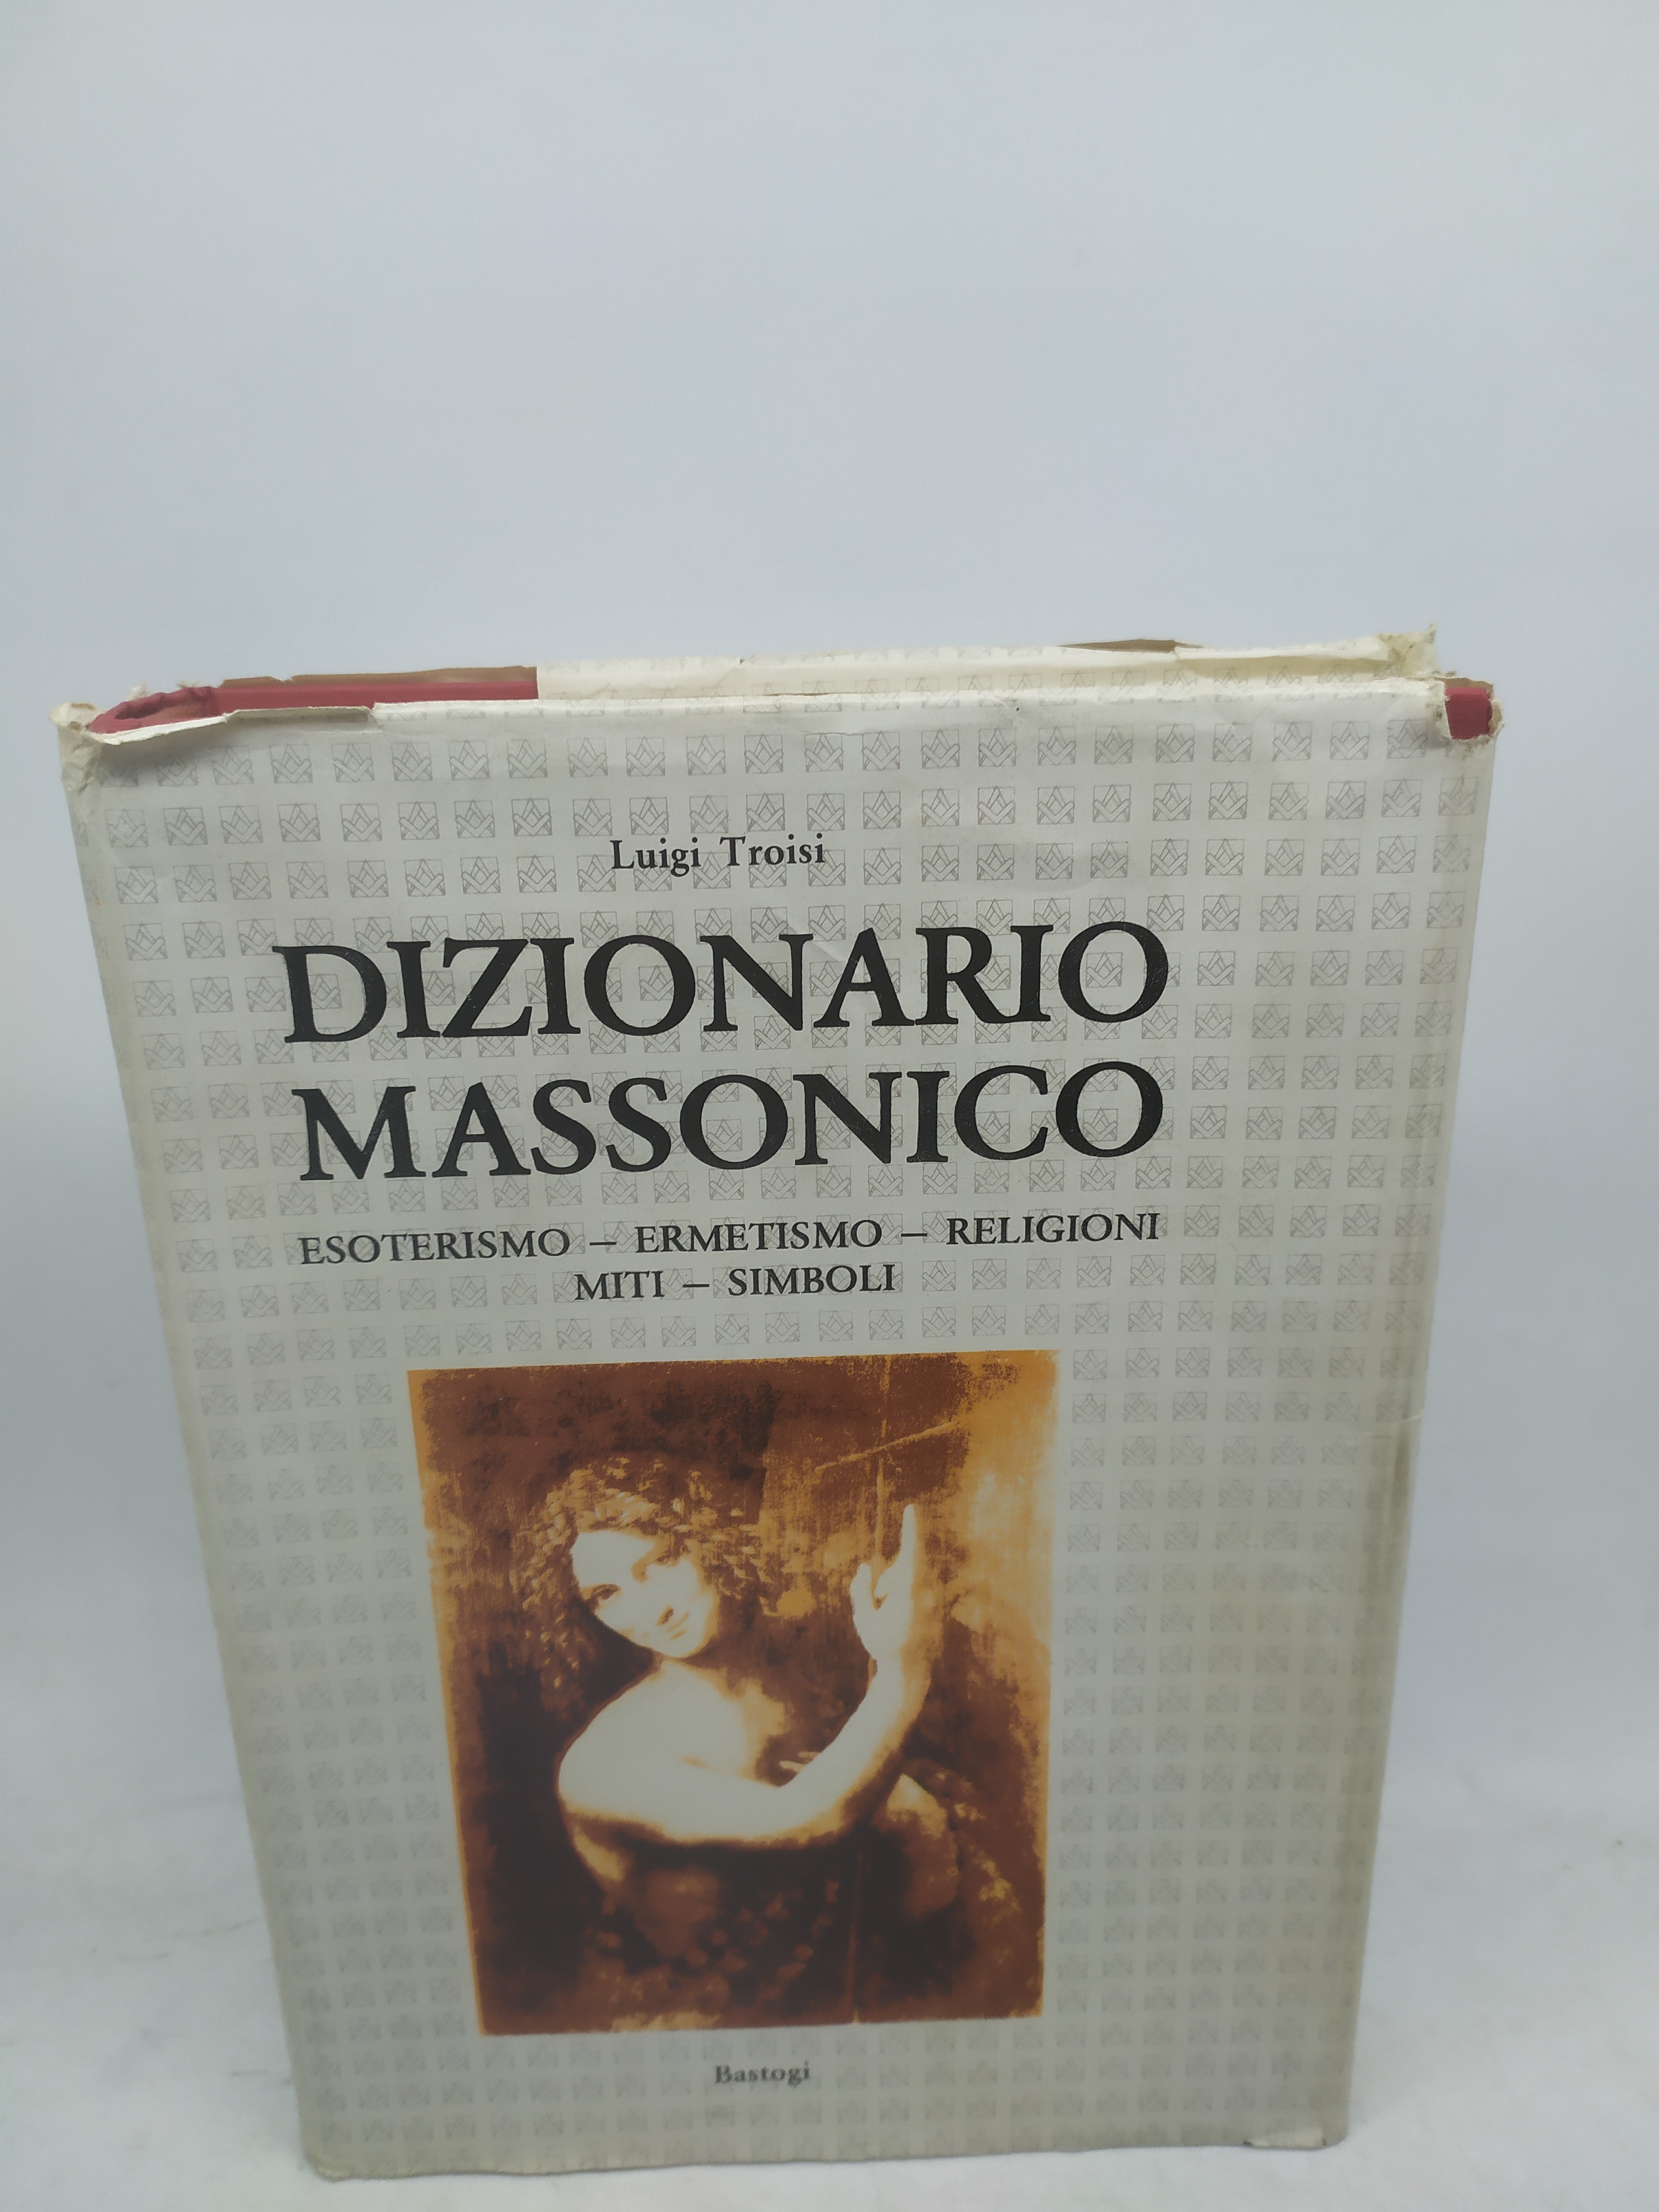 Luigi Troisi
DIZIONARIO
MASSONICO
ESOTERISMO — ERMETISMO — RELIGIONI
MITI — SIMBOLI
Bastogi